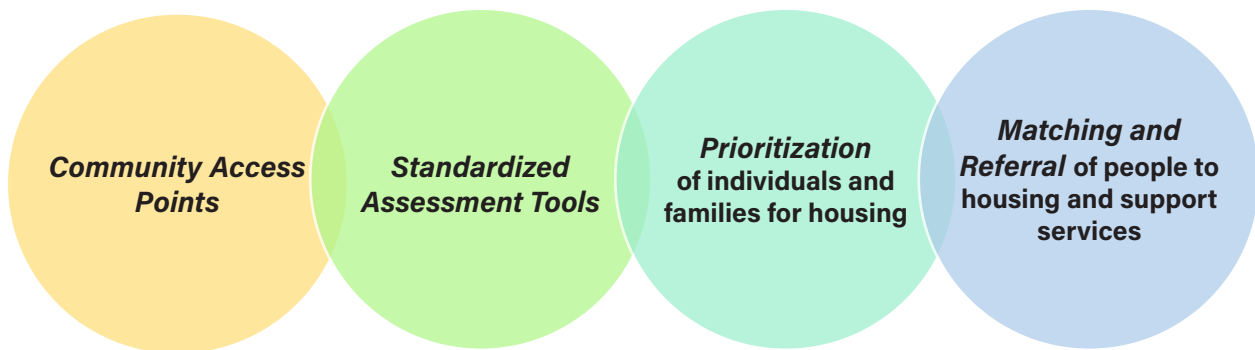 Community Access
Points
Standardized
Assessment Tools
Prioritization
of individuals and
families for housing
Matching and
Referral of people to
housing and support
services